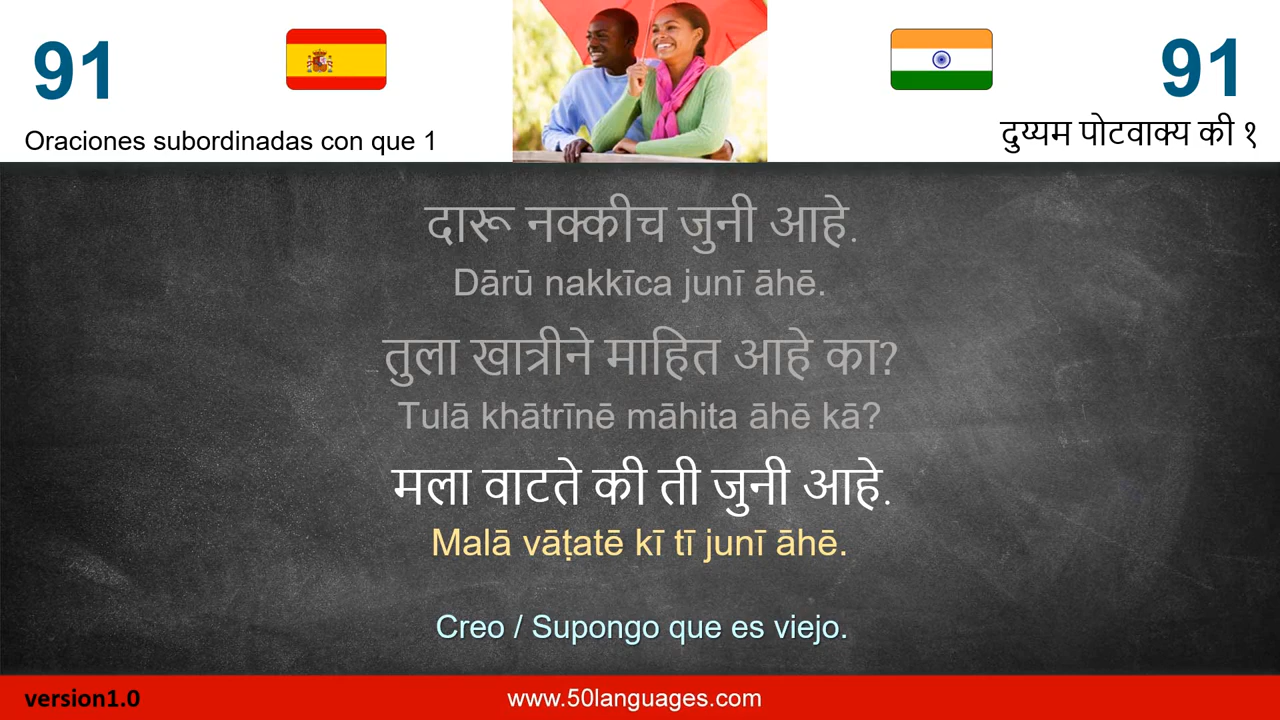 91
91
Oraciones subordinadas con que 1
दुय्यम पोटवाक्य की १
दारू नक्कीच जुनी आहे.
Dārū nakkīca junī āhē.
तुला खात्रीने माहित आहे का?
Tulā khātrīnē māhita āhē kā?
मला वाटते की ती जुनी आहे.
Malā vāṭatē kī tī junī āhē.
Creo / Supongo que es viejo.
version1.0
www.50languages.com